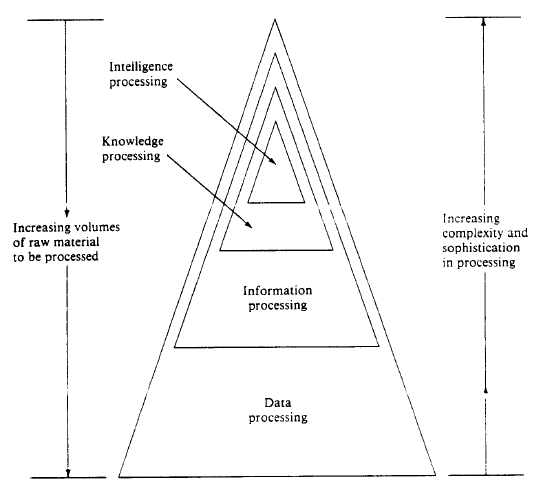 Intelligence
processing
Knowledge
processing
Increasing volumes
of raw material
to be processed
Increasing
complexity and
sophistication
in processing
Information
processing
Data
processing